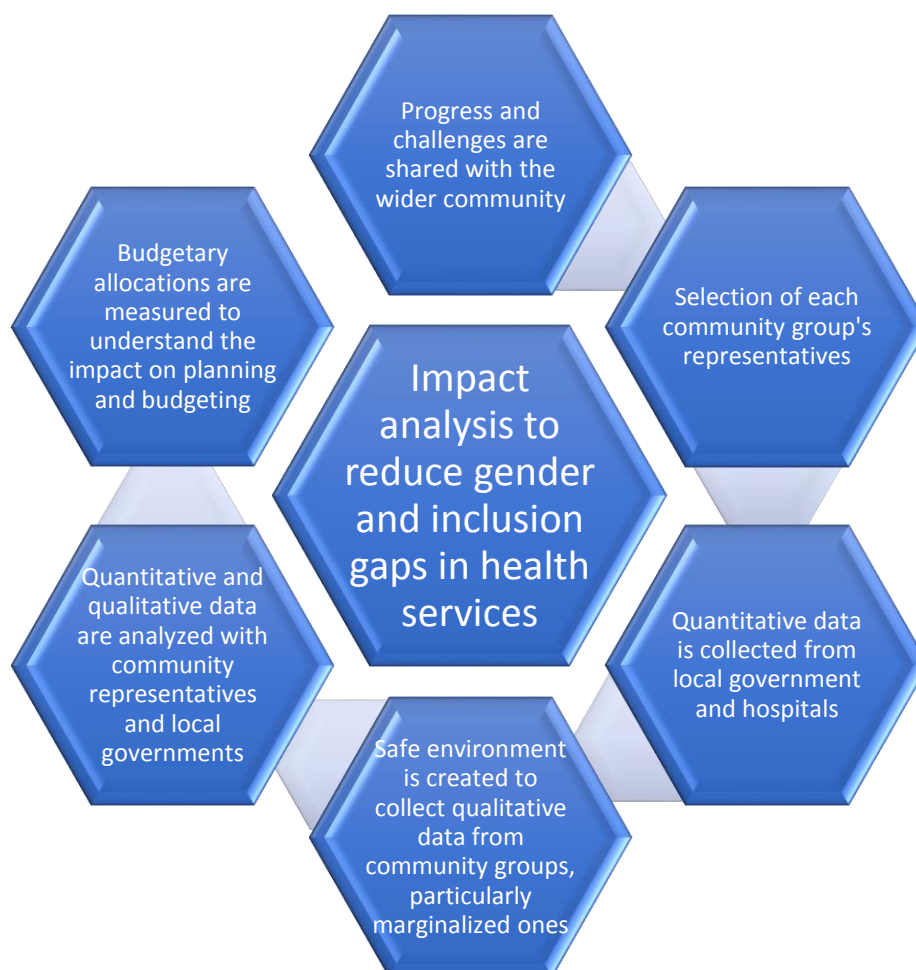 Progress and
challenges are
shared with the
wider community
Selection of each
community group's
representatives
Quantitative data
is collected from
local government
and hospitals
Safe environment
is created to
collect qualitative
data from
community groups,
particularly
marginalized ones
Quantitative and
qualitative data
are analyzed with
community
representatives
and local
governments
Budgetary
allocations are
measured to
understand the
impact on planning
and budgeting
Impact
analysis to
reduce gender
and inclusion
gaps in health
services